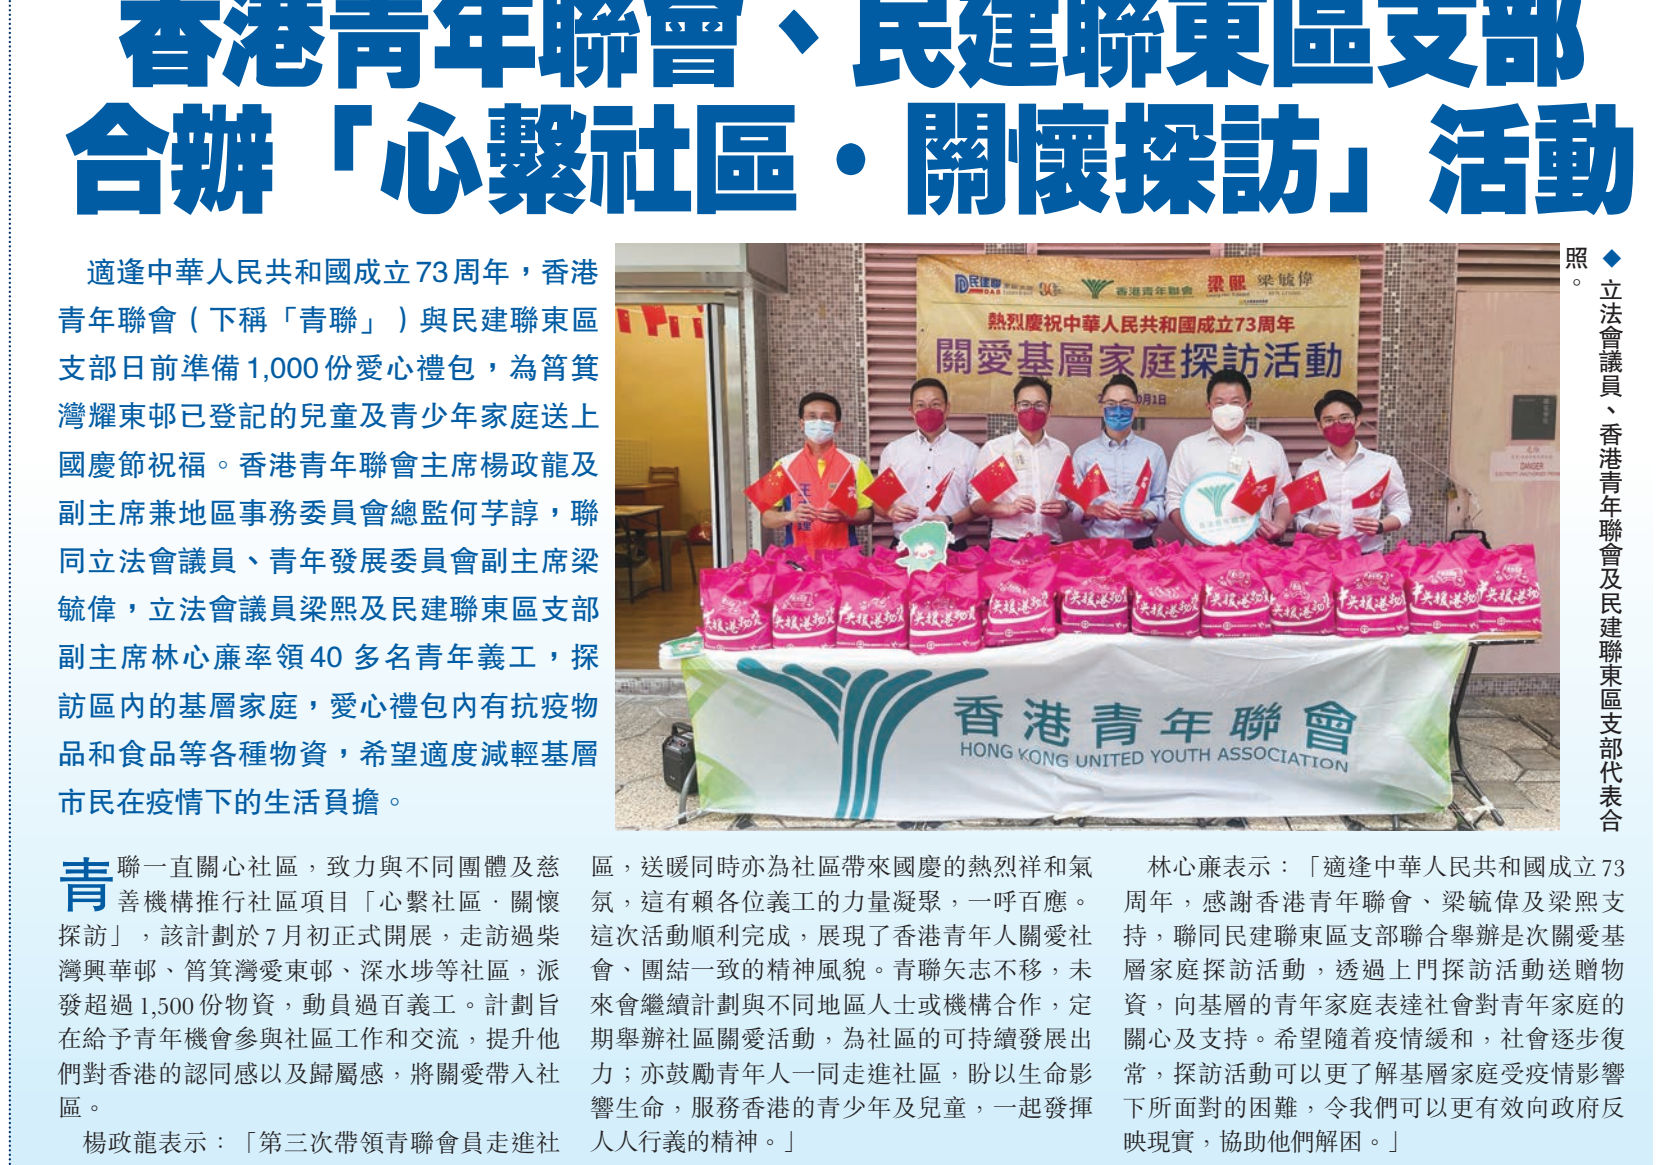 香港青年聯會、民建聯東區支部
合辦「心繫社區・關懷探訪」活動
適逢中華人民共和國成立73周年，香港
青年聯會（下稱「青聯」）與民建聯東區
支部日前準備1,000份愛心禮包，為筲箕
灣耀東邨已登記的兒童及青少年家庭送上
國慶節祝福。香港青年聯會主席楊政龍及
副主席兼地區事務委員會總監何芓諄，聯
同立法會議員、青年發展委員會副主席梁
毓偉，立法會議員梁熙及民建聯東區支部
副主席林心廉率領40 多名青年義工，探
訪區內的基層家庭，愛心禮包內有抗疫物
品和食品等各種物資，希望適度減輕基層
市民在疫情下的生活負擔。
民建聯
DAB
香港青年聯會
梁熙
梁毓偉
熱烈慶祝中華人民共和國成立73周年
關愛基層家庭探訪活動
0月1日
DANGER
香港青年聯會
HONG KONG UNITED YOUTH ASSOCIATION
◆立法會議員、香港青年聯會及民建聯東區支部代表合
照。
青聯一直關心社區，致力與不同團體及慈
善機構推行社區項目「心繫社區‧關懷
探訪」，該計劃於7月初正式開展，走訪過柴
灣興華邨、筲箕灣愛東邨、深水埗等社區，派
發超過1,500份物資，動員過百義工。計劃旨
在給予青年機會參與社區工作和交流，提升他
們對香港的認同感以及歸屬感，將關愛帶入社
區。
楊政龍表示：「第三次帶領青聯會員走進社
區，送暖同時亦為社區帶來國慶的熱烈祥和氣
氛，這有賴各位義工的力量凝聚，一呼百應。
這次活動順利完成，展現了香港青年人關愛社
會、團結一致的精神風貌。青聯矢志不移，未
來會繼續計劃與不同地區人士或機構合作，定
期舉辦社區關愛活動，為社區的可持續發展出
力；亦鼓勵青年人一同走進社區，盼以生命影
響生命，服務香港的青少年及兒童，一起發揮
人人行義的精神。」
林心廉表示：「適逢中華人民共和國成立73
周年，感謝香港青年聯會、梁毓偉及梁熙支
持，聯同民建聯東區支部聯合舉辦是次關愛基
層家庭探訪活動，透過上門探訪活動送贈物
資，向基層的青年家庭表達社會對青年家庭的
關心及支持。希望隨着疫情緩和，社會逐步復
常，探訪活動可以更了解基層家庭受疫情影響
下所面對的困難，令我們可以更有效向政府反
映現實，協助他們解困。」